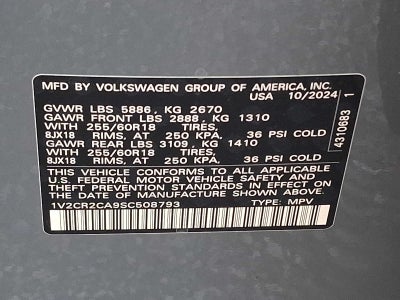 MFD BY VOLKSWAGEN GROUP OF AMERICA, INC.
USA 10/2024
GVWR LBS 5886, KG 2670
GAWR FRONT LBS 2888, KG 1310
WITH 255/60R18 TIRES,
8JX18 RIMS, AT 250 KPA, 36 PSI COLD
GAWR REAR LBS 3109, KG 1410
WITH 255/60R18 TIRES,
8JX18 RIMS, AT 250 KPA, 36 PSI COLD
THIS VEHICLE CONFORMS TO ALL APPLICABLE
U.S. FEDERAL MOTOR VEHICLE SAFETY AND
THEFT PREVENTION STANDARDS IN EFFECT ON
THE DATE OF MANUFACTURE SHOWN ABOVE.
1V2CR2CA9SC508793 TYPE: MPV
4310683 1